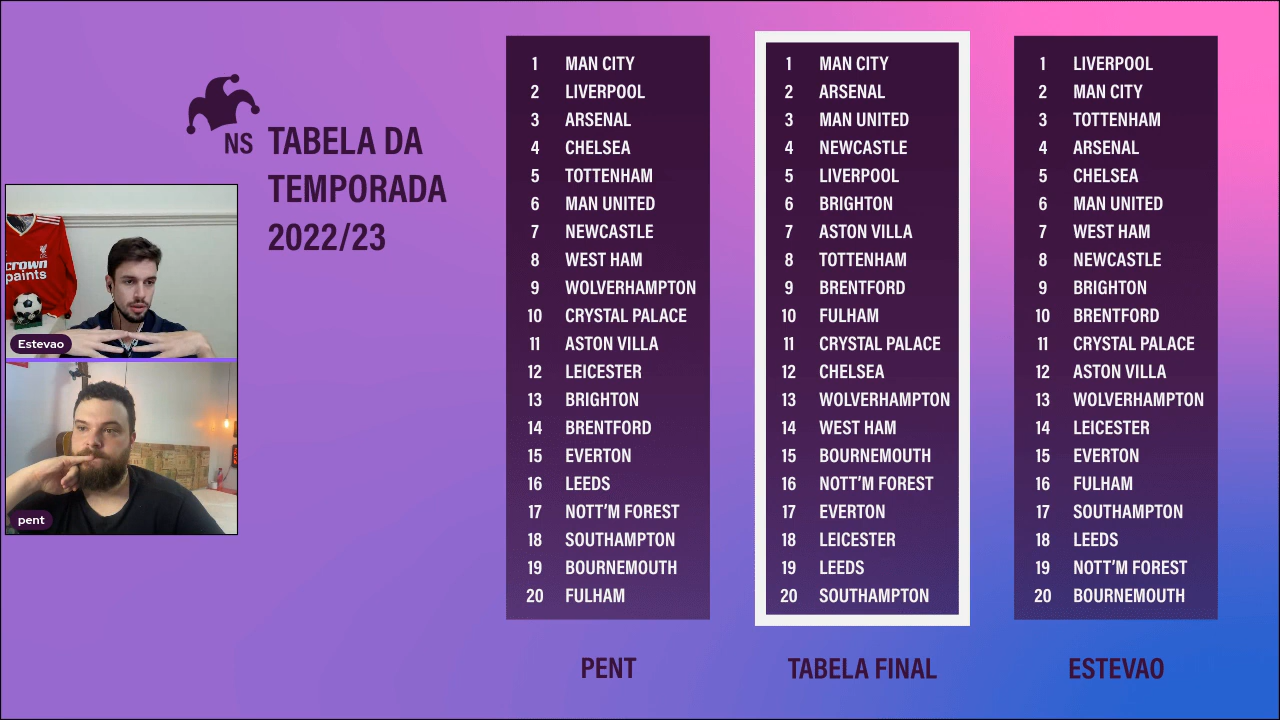 NS
TABELA DA
TEMPORADA
2022/23
crown
paints
Estevao
pent
1 MAN CITY
2 LIVERPOOL
3 ARSENAL
4 CHELSEA
5 TOTTENHAM
6 MAN UNITED
7 NEWCASTLE
8 WEST HAM
9 WOLVERHAMPTON
10 CRYSTAL PALACE
11 ASTON VILLA
12 LEICESTER
13 BRIGHTON
14 BRENTFORD
15 EVERTON
16 LEEDS
17 NOTT'M FOREST
18 SOUTHAMPTON
19 BOURNEMOUTH
20 FULHAM
PENT
1 MAN CITY
2 ARSENAL
3 MAN UNITED
4 NEWCASTLE
5 LIVERPOOL
6 BRIGHTON
7 ASTON VILLA
8 TOTTENHAM
9 BRENTFORD
10 FULHAM
11 CRYSTAL PALACE
12 CHELSEA
13 WOLVERHAMPTON
14 WEST HAM
15 BOURNEMOUTH
16 NOTT'M FOREST
17 EVERTON
18 LEICESTER
19 LEEDS
20 SOUTHAMPTON
TABELA FINAL
1 LIVERPOOL
2 MAN CITY
3 TOTTENHAM
4 ARSENAL
5 CHELSEA
6 MAN UNITED
7 WEST HAM
8 NEWCASTLE
9 BRIGHTON
10 BRENTFORD
11 CRYSTAL PALACE
12 ASTON VILLA
13 WOLVERHAMPTON
14 LEICESTER
15 EVERTON
16 FULHAM
17 SOUTHAMPTON
18 LEEDS
19 NOTT'M FOREST
20 BOURNEMOUTH
ESTEVAO